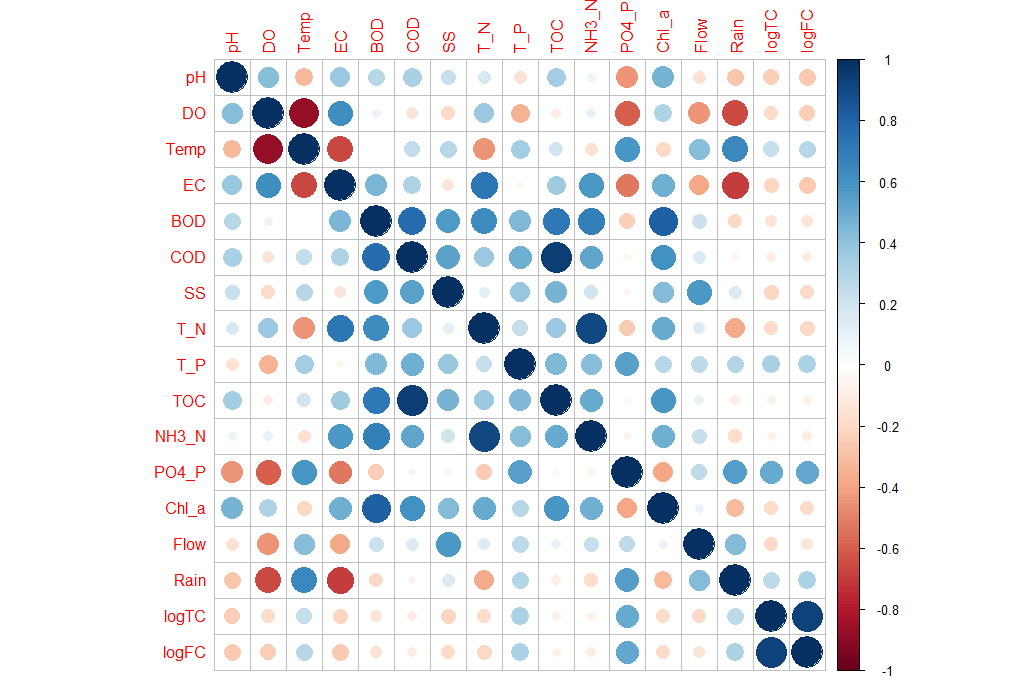 pH DO Temp EC BOD COD SS T_N T_P TOC NH3_N PO4_P Chl_a Flow Rain logTC logFC
pH
DO
Temp
EC
BOD
COD
SS
T_N
T_P
TOC
NH3_N
PO4_P
Chl_a
Flow
Rain
logTC
logFC
1
0.8
0.6
0.4
0.2
0
-0.2
-0.4
-0.6
-0.8
-1